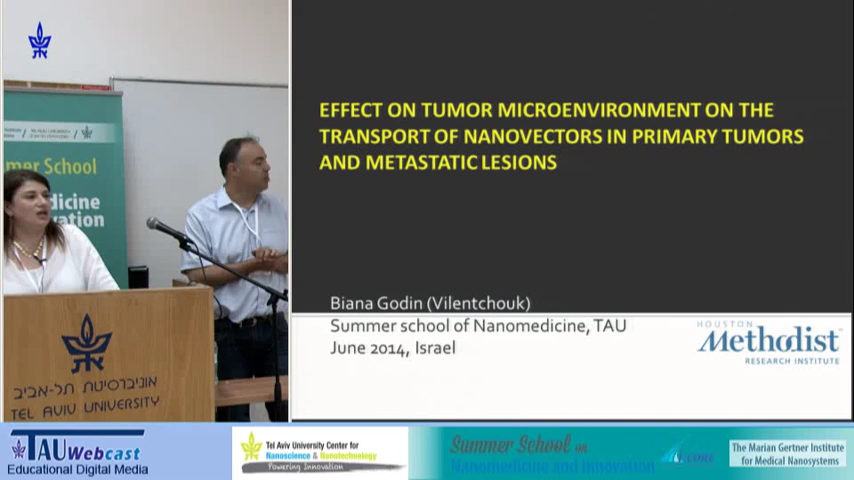 EFFECT ON TUMOR MICROENVIRONMENT ON THE
TRANSPORT OF NANOVECTORS IN PRIMARY TUMORS
AND METASTATIC LESIONS
Biana Godin (Vilentchouk)
Summer school of Nanomedicine, TAU
June 2014, Israel
HOUSTON
Methodist
RESEARCH INSTITUTE
mer School
dicine
vation
אוניברסיטת תל-אביב
TEL AVIV UNIVERSITY
TAU Webcast
Educational Digital Media
Tel Aviv University Center for
Nanoscience & Nanotechnology
Powering Innovation
Summer School on
Nanomedicine and Innovation
The Marian Gertner Institute
for Medical Nanosystems